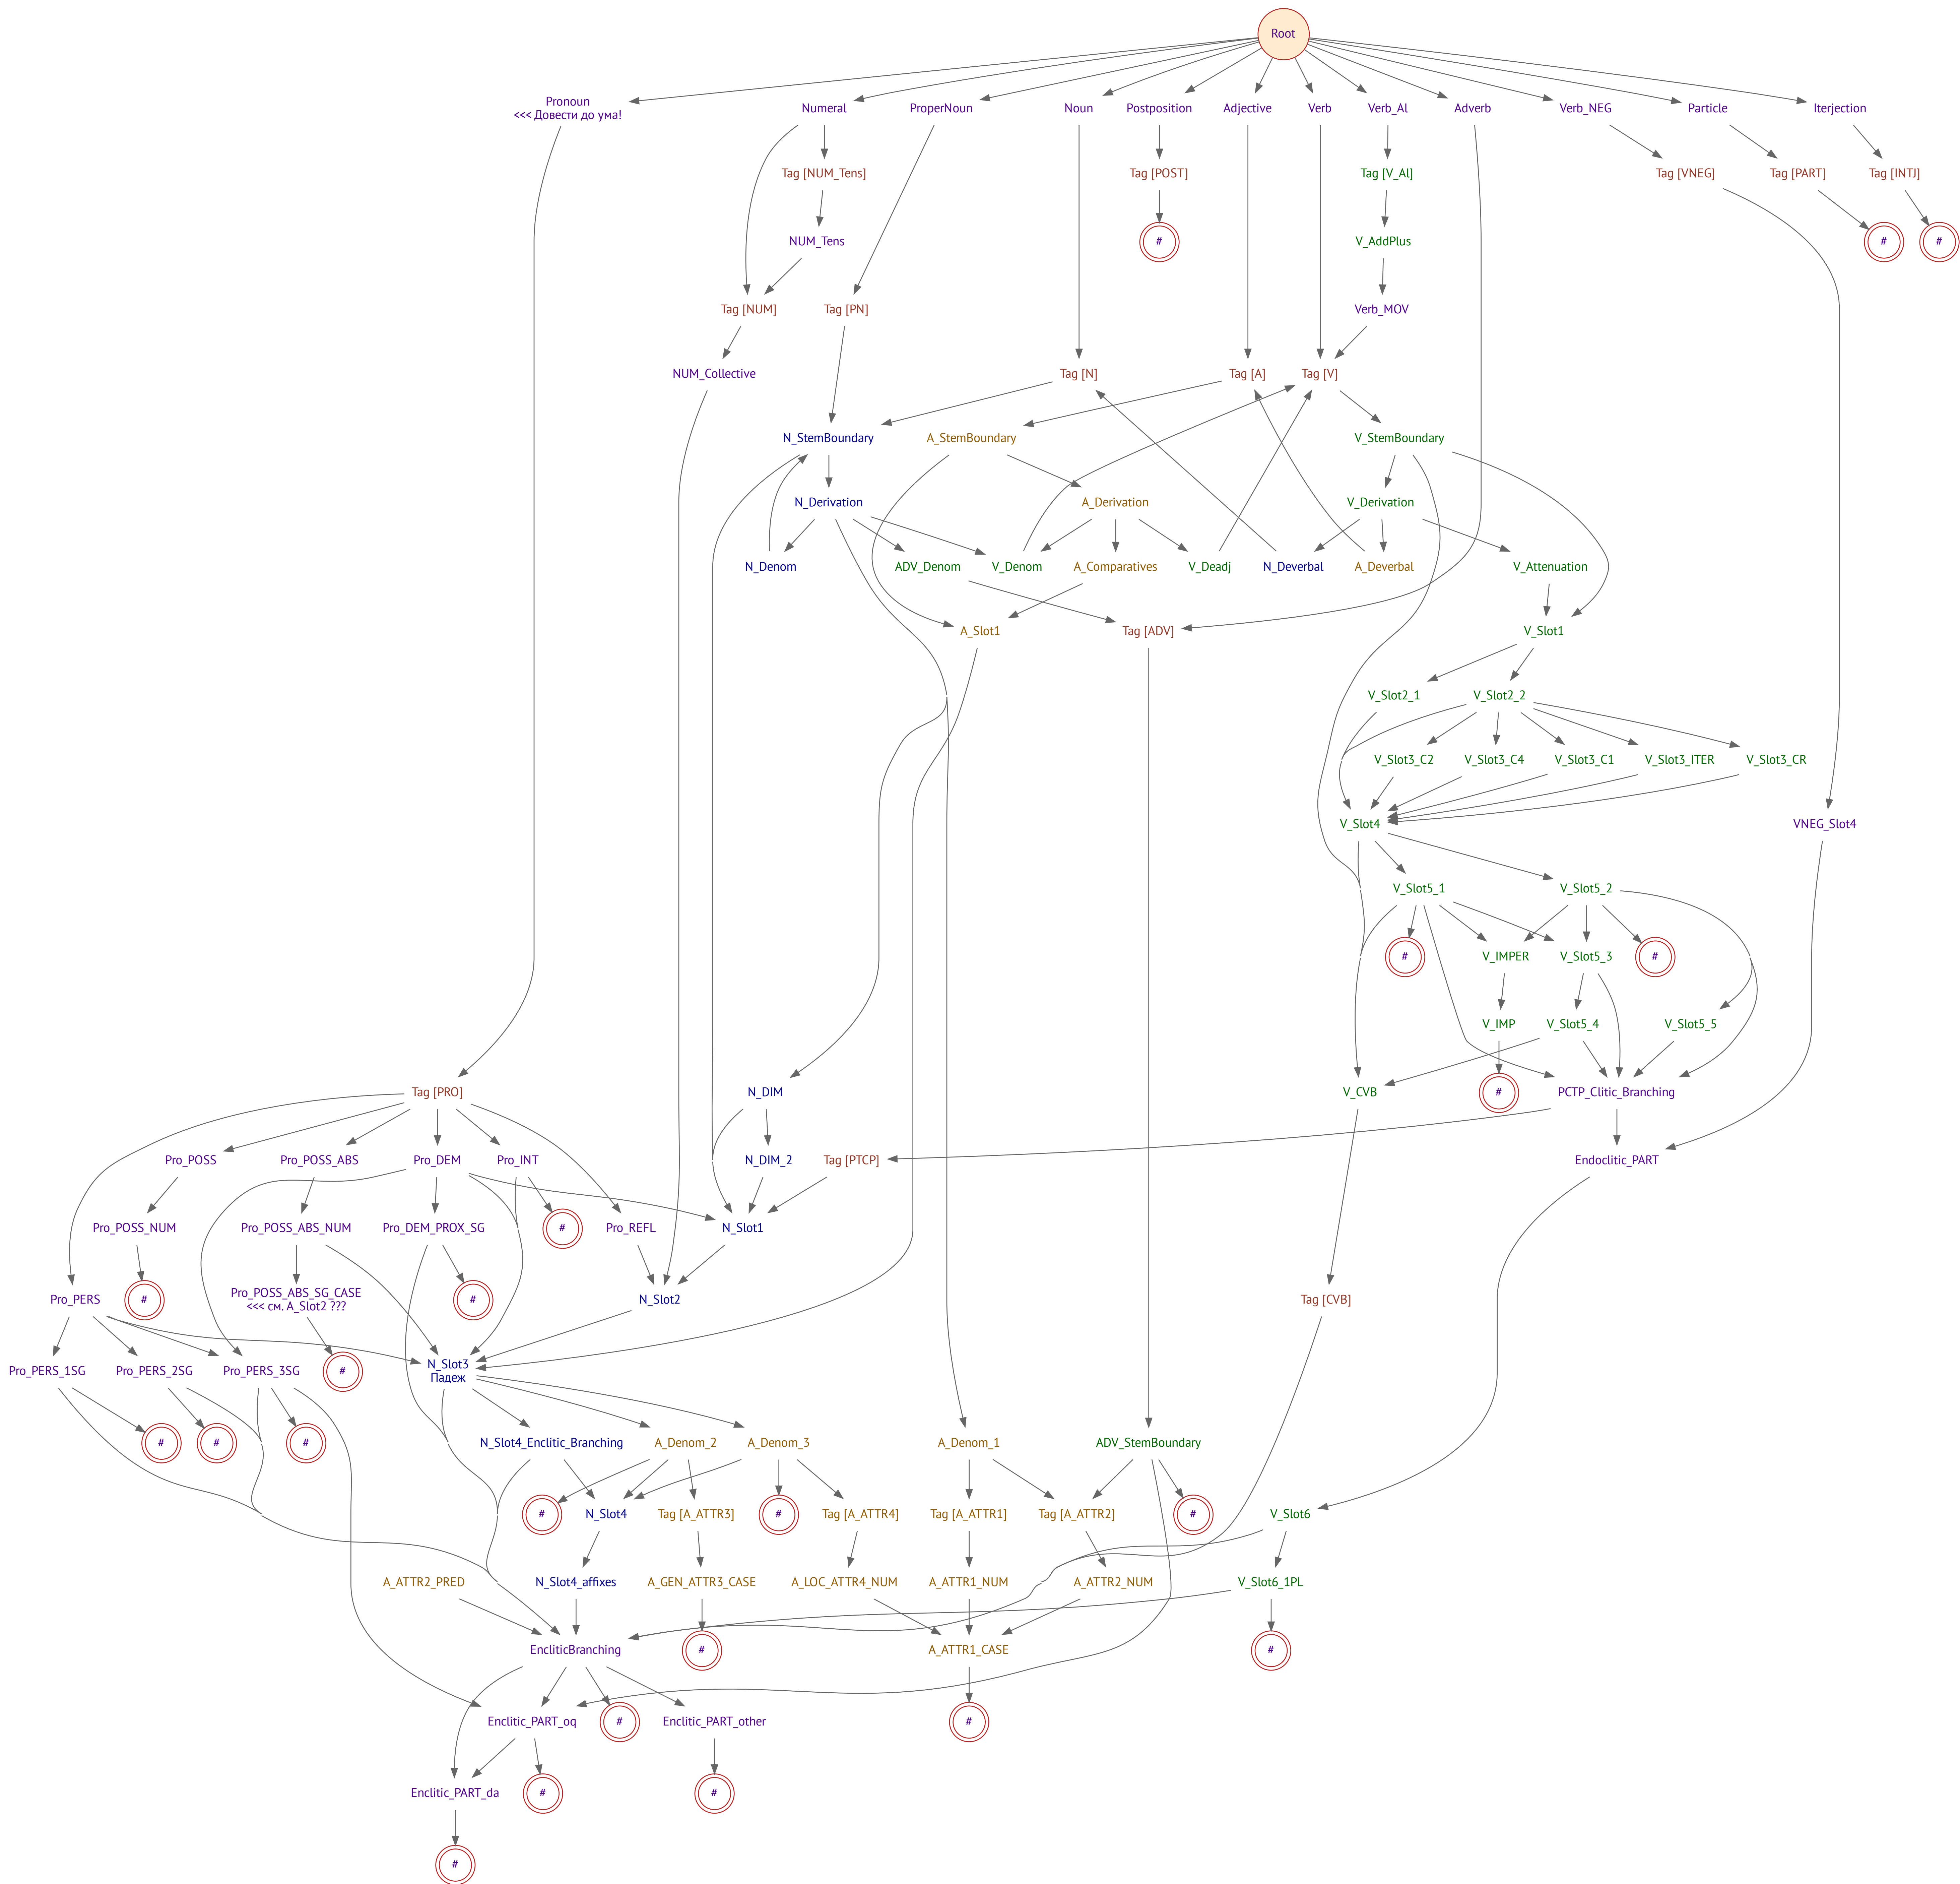 Root
Pronoun
<<< Довести до ума!
Numeral
ProperNoun
Noun
Postposition
Adjective
Verb
Verb_Al
Adverb
Verb_NEG
Particle
Iterjection
Tag [NUM_Tens]
Tag [POST]
Tag [V_Al]
Tag [VNEG]
Tag [PART]
Tag [INTJ]
NUM_Tens
#
V_AddPlus
#
#
Tag [NUM]
Tag [PN]
Verb_MOV
NUM_Collective
Tag [N]
Tag [A]
Tag [V]
N_StemBoundary
A_StemBoundary
V_StemBoundary
N_Derivation
A_Derivation
V_Derivation
N_Denom
ADV_Denom
V_Denom
A_Comparatives
V_Deadj
N_Deverbal
A_Deverbal
V_Attenuation
A_Slot1
Tag [ADV]
V_Slot1
V_Slot2_1
V_Slot2_2
V_Slot3_C2
V_Slot3_C4
V_Slot3_C1
V_Slot3_ITER
V_Slot3_CR
V_Slot4
VNEG_Slot4
V_Slot5_1
V_Slot5_2
#
V_IMPER
V_Slot5_3
#
V_IMP
V_Slot5_4
V_Slot5_5
Tag [PRO]
N_DIM
V_CVB
#
PCTP_Clitic_Branching
Pro_POSS
Pro_POSS_ABS
Pro_DEM
Pro_INT
N_DIM_2
Tag [PTCP]
Endoclitic_PART
Pro_POSS_NUM
Pro_POSS_ABS_NUM
Pro_DEM_PROX_SG
#
Pro_REFL
N_Slot1
Pro_PERS
#
Pro_POSS_ABS_SG_CASE
<<< см. A_Slot2 ???
#
N_Slot2
Tag [CVB]
Pro_PERS_1SG
Pro_PERS_2SG
Pro_PERS_3SG
#
N_Slot3
Падеж
#
#
#
N_Slot4_Enclitic_Branching
A_Denom_2
A_Denom_3
A_Denom_1
ADV_StemBoundary
#
N_Slot4
Tag [A_ATTR3]
#
Tag [A_ATTR4]
Tag [A_ATTR1]
Tag [A_ATTR2]
#
V_Slot6
A_ATTR2_PRED
N_Slot4_affixes
A_GEN_ATTR3_CASE
A_LOC_ATTR4_NUM
A_ATTR1_NUM
A_ATTR2_NUM
V_Slot6_1PL
EncliticBranching
#
A_ATTR1_CASE
#
Enclitic_PART_oq
#
Enclitic_PART_other
#
Enclitic_PART_da
#
#
#